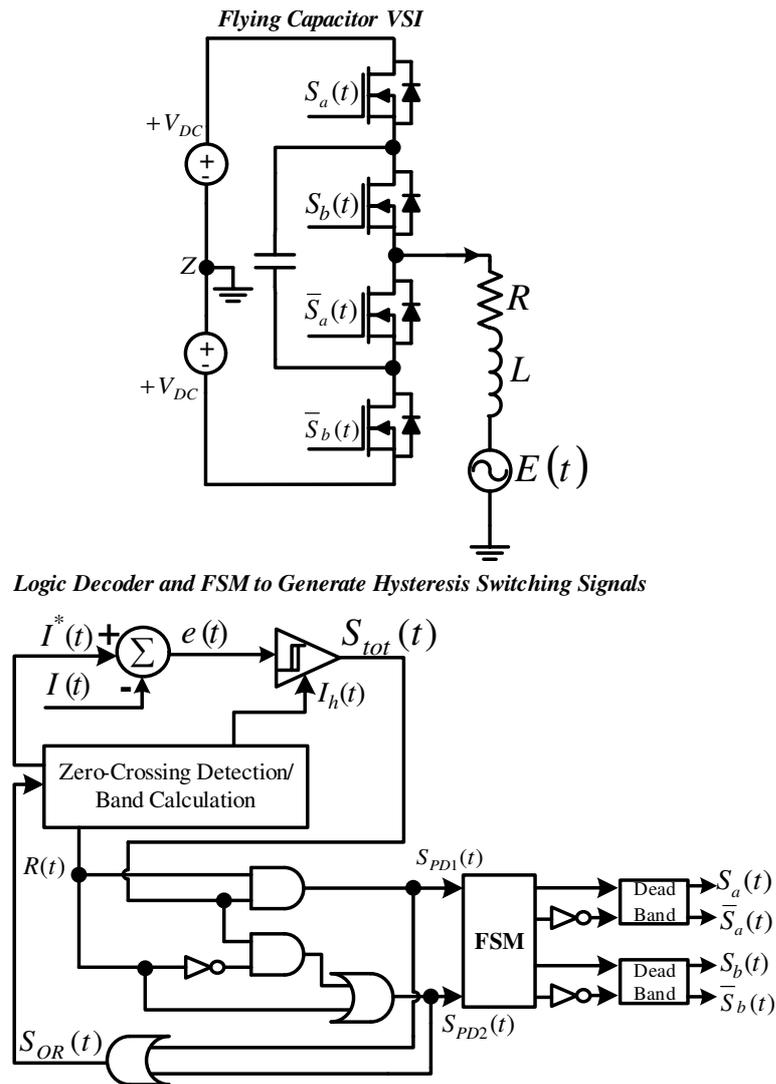 Flying Capacitor VSI
S_a(t)
+V_DC
+
-
S_b(t)
Z
S̅_a(t)
R
+
-
+V_DC
L
S̅_b(t)
E(t)
Logic Decoder and FSM to Generate Hysteresis Switching Signals
I^*(t)
+
Σ
e(t)
S_tot(t)
I(t)
-
I_h(t)
Zero-Crossing Detection/
Band Calculation
R(t)
S_PD1(t)
FSM
Dead
Band
S_a(t)
S̅_a(t)
Dead
Band
S_b(t)
S̅_b(t)
S_PD2(t)
S_OR(t)